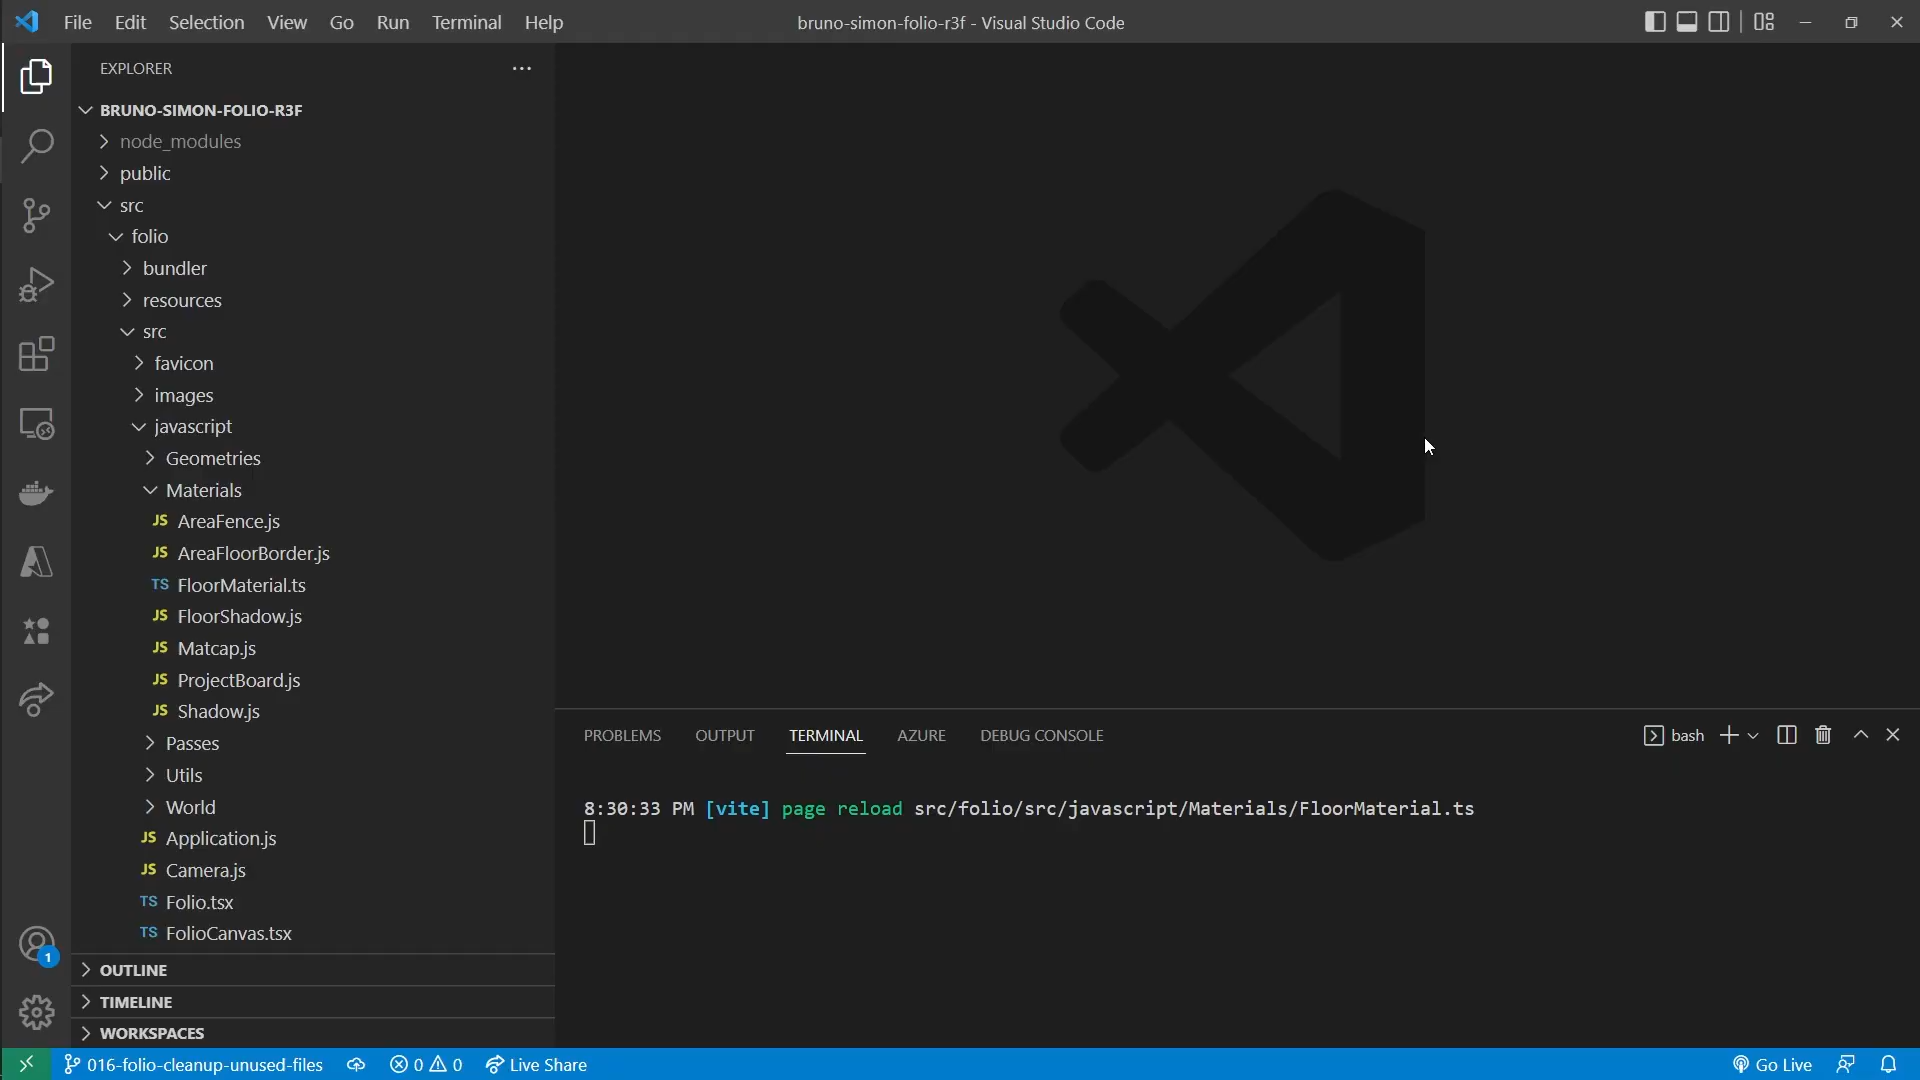 File Edit Selection View Go Run Terminal Help
bruno-simon-folio-r3f - Visual Studio Code
EXPLORER
BRUNO-SIMON-FOLIO-R3F
node_modules
public
src
folio
bundler
resources
src
favicon
images
javascript
Geometries
Materials
JS AreaFence.js
JS AreaFloorBorder.js
TS FloorMaterial.ts
JS FloorShadow.js
JS Matcap.js
JS ProjectBoard.js
JS Shadow.js
Passes
Utils
World
JS Application.js
JS Camera.js
TS Folio.tsx
TS FolioCanvas.tsx
OUTLINE
TIMELINE
WORKSPACES
1
PROBLEMS OUTPUT TERMINAL AZURE DEBUG CONSOLE
bash
8:30:33 PM [vite] page reload src/folio/src/javascript/Materials/FloorMaterial.ts
016-folio-cleanup-unused-files 0 0 Live Share
Go Live